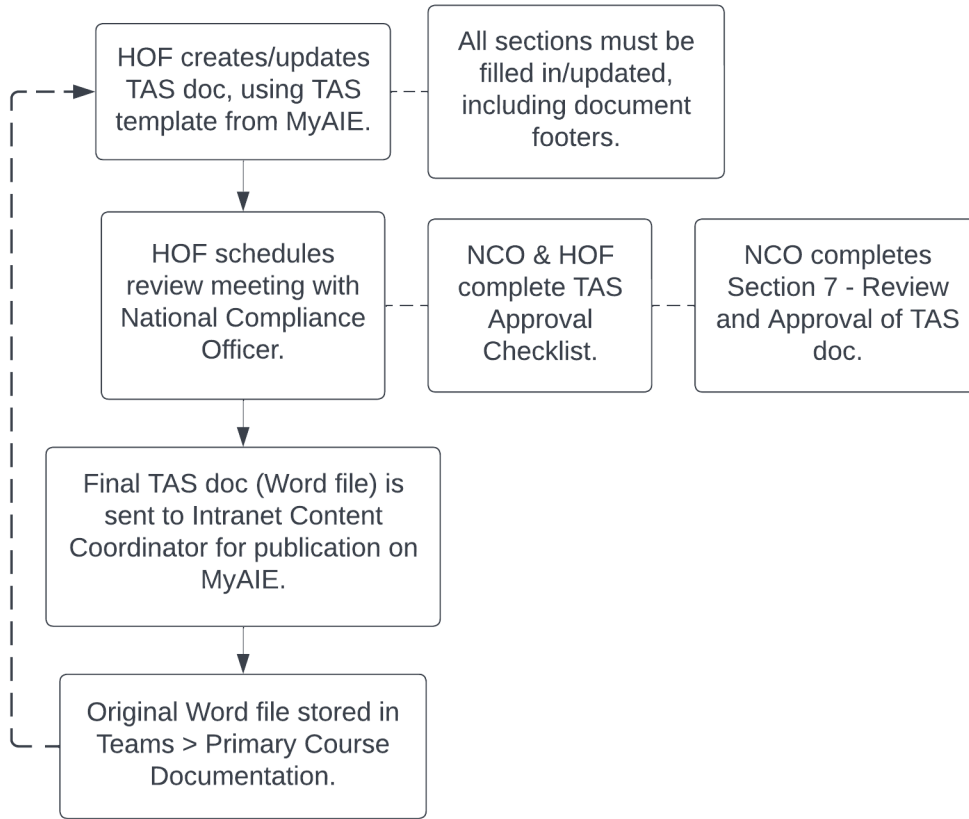 HOF creates/updates
TAS doc, using TAS
template from MyAIE.
All sections must be
filled in/updated,
including document
footers.
HOF schedules
review meeting with
National Compliance
Officer.
NCO & HOF
complete TAS
Approval
Checklist.
NCO completes
Section 7 - Review
and Approval of TAS
doc.
Final TAS doc (Word file) is
sent to Intranet Content
Coordinator for publication on
MyAIE.
Original Word file stored in
Teams > Primary Course
Documentation.